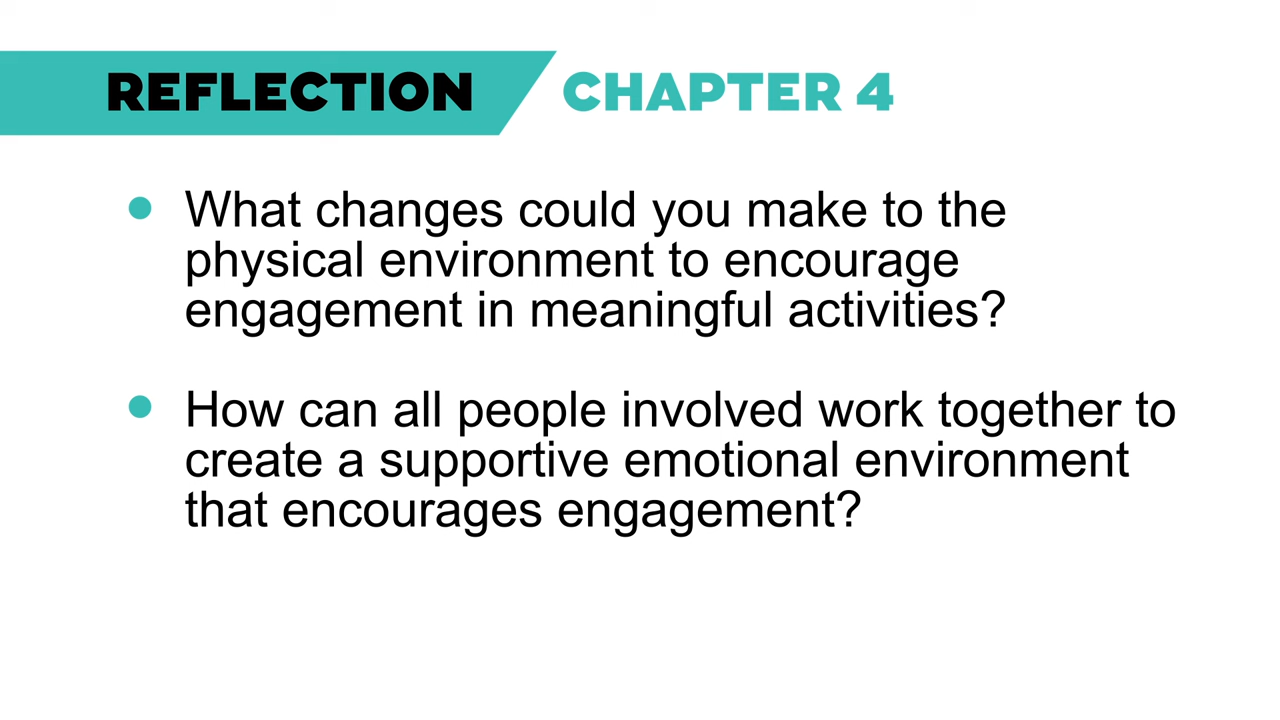 REFLECTION CHAPTER 4
• What changes could you make to the
physical environment to encourage
engagement in meaningful activities?
• How can all people involved work together to
create a supportive emotional environment
that encourages engagement?